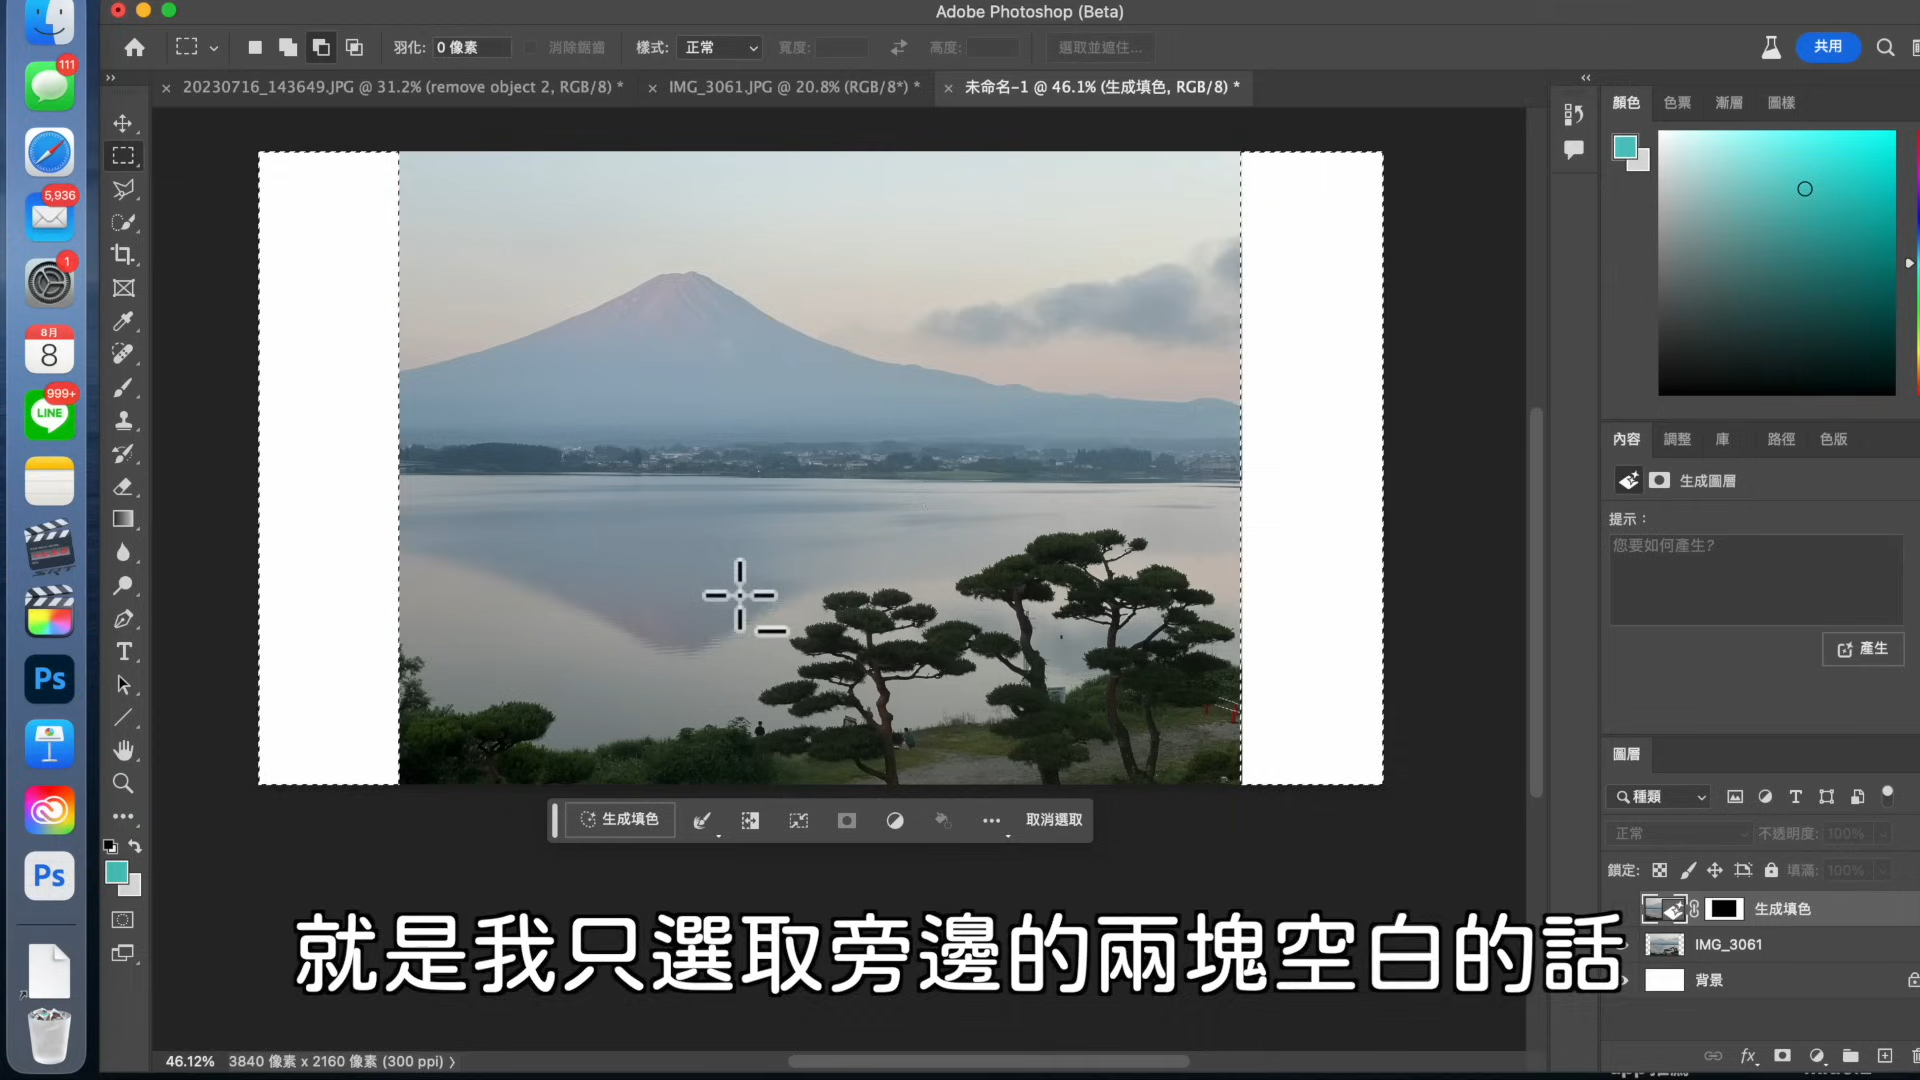 Adobe Photoshop (Beta)
羽化: 0 像素
消除鋸齒
樣式: 正常
寬度:
高度:
選取並遮住...
共用
20230716_143649.JPG @ 31.2% (remove object 2, RGB/8) *
IMG_3061.JPG @ 20.8% (RGB/8*) *
未命名-1 @ 46.1% (生成填色, RGB/8) *
111
5,936
1
8月
8
999+
LINE
Ps
Ps
顏色 色票 漸層 圖樣
內容 調整 庫 路徑 色版
生成圖層
提示：
您要如何產生?
產生
圖層
種類
正常 不透明度: 100%
鎖定: 填滿: 100%
生成填色
IMG_3061
背景
fx
生成填色
取消選取
就是我只選取旁邊的兩塊空白的話
46.12% 3840 像素 x 2160 像素 (300 ppi)